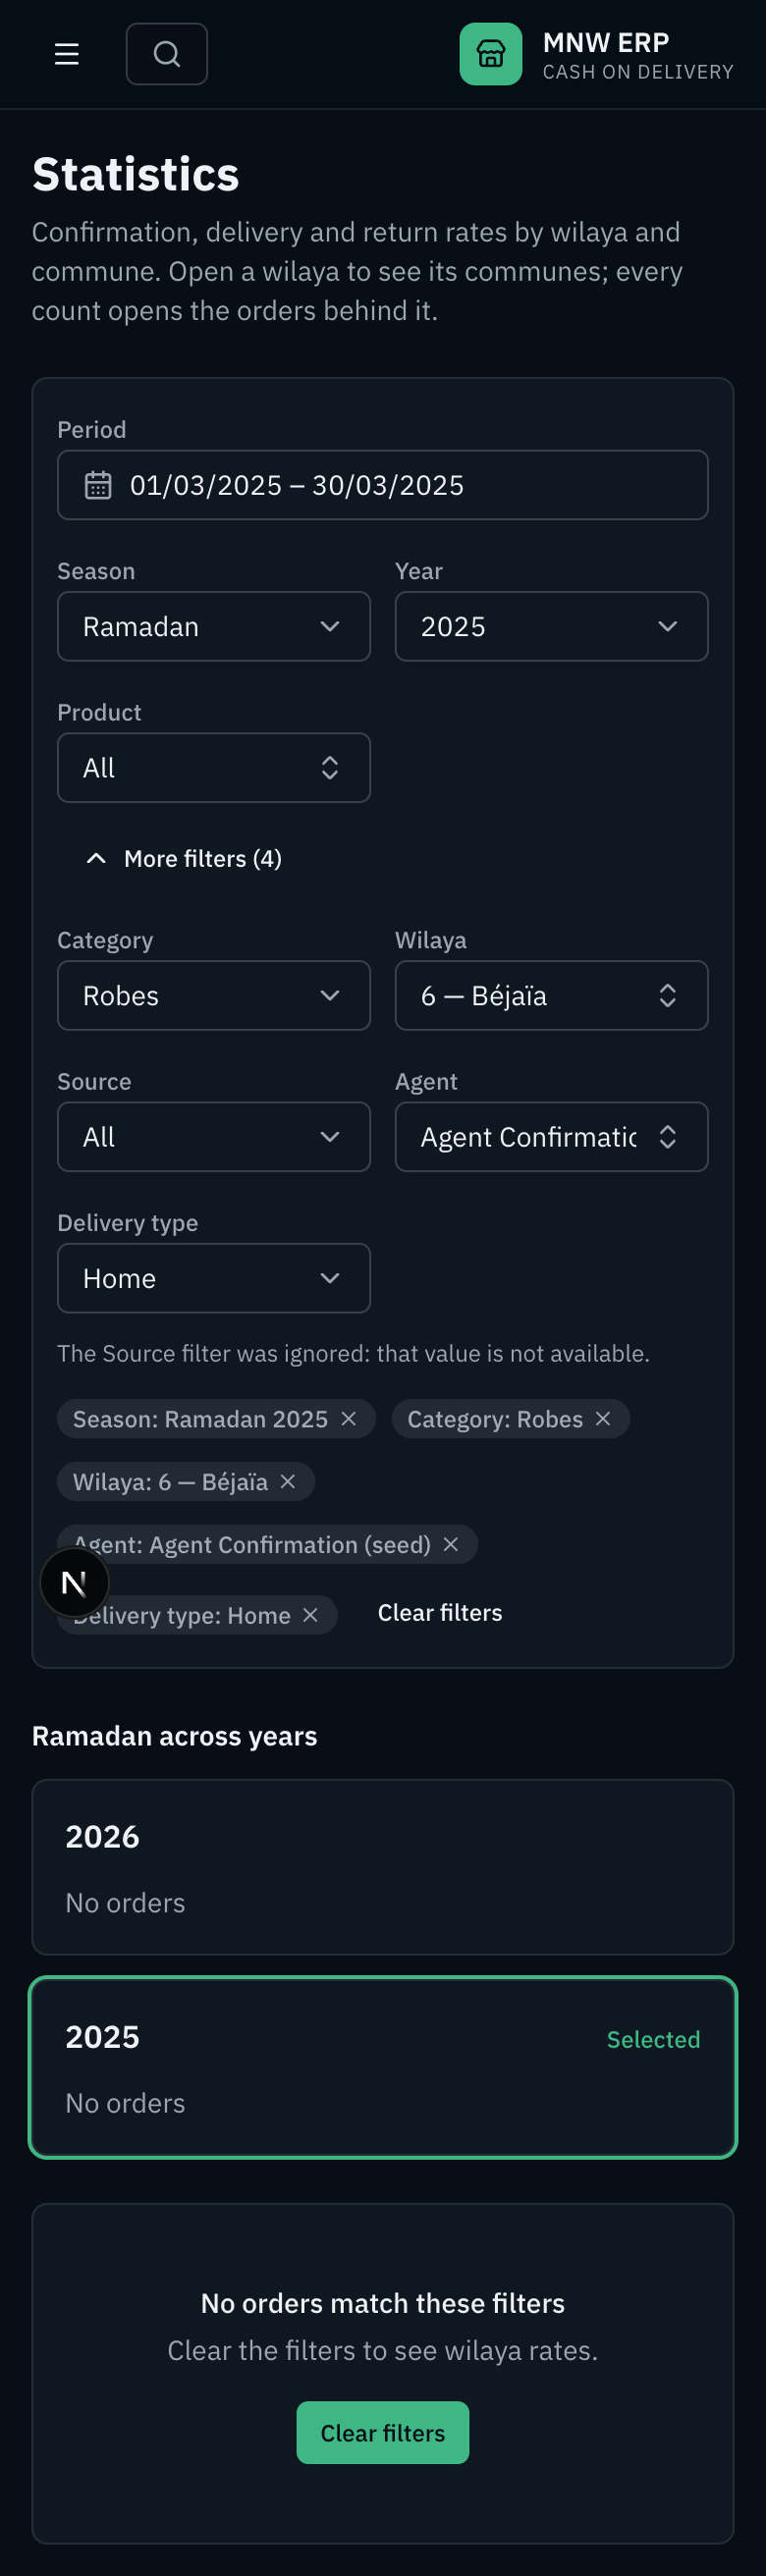 MNW ERP
CASH ON DELIVERY
Statistics
Confirmation, delivery and return rates by wilaya and
commune. Open a wilaya to see its communes; every
count opens the orders behind it.
Period
01/03/2025 – 30/03/2025
Season
Year
Ramadan
2025
Product
All
More filters (4)
Category
Wilaya
Robes
6 — Béjaïa
Source
Agent
All
Agent Confirmatic
Delivery type
Home
The Source filter was ignored: that value is not available.
Season: Ramadan 2025
Category: Robes
Wilaya: 6 — Béjaïa
Agent: Agent Confirmation (seed)
N
Delivery type: Home
Clear filters
Ramadan across years
2026
No orders
2025
Selected
No orders
No orders match these filters
Clear the filters to see wilaya rates.
Clear filters